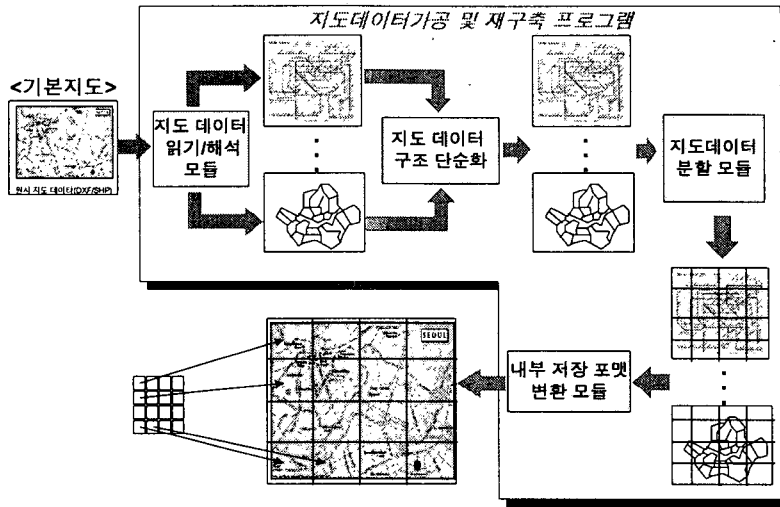 지도데이터가공 및 재구축 프로그램
<기본지도>
원시 지도 데이타(DXF/SHP)
지도 데이터
읽기/해석
모듈
지도 데이터
구조 단순화
지도데이터
분할 모듈
내부 저장 포맷
변환 모듈
SEOUL